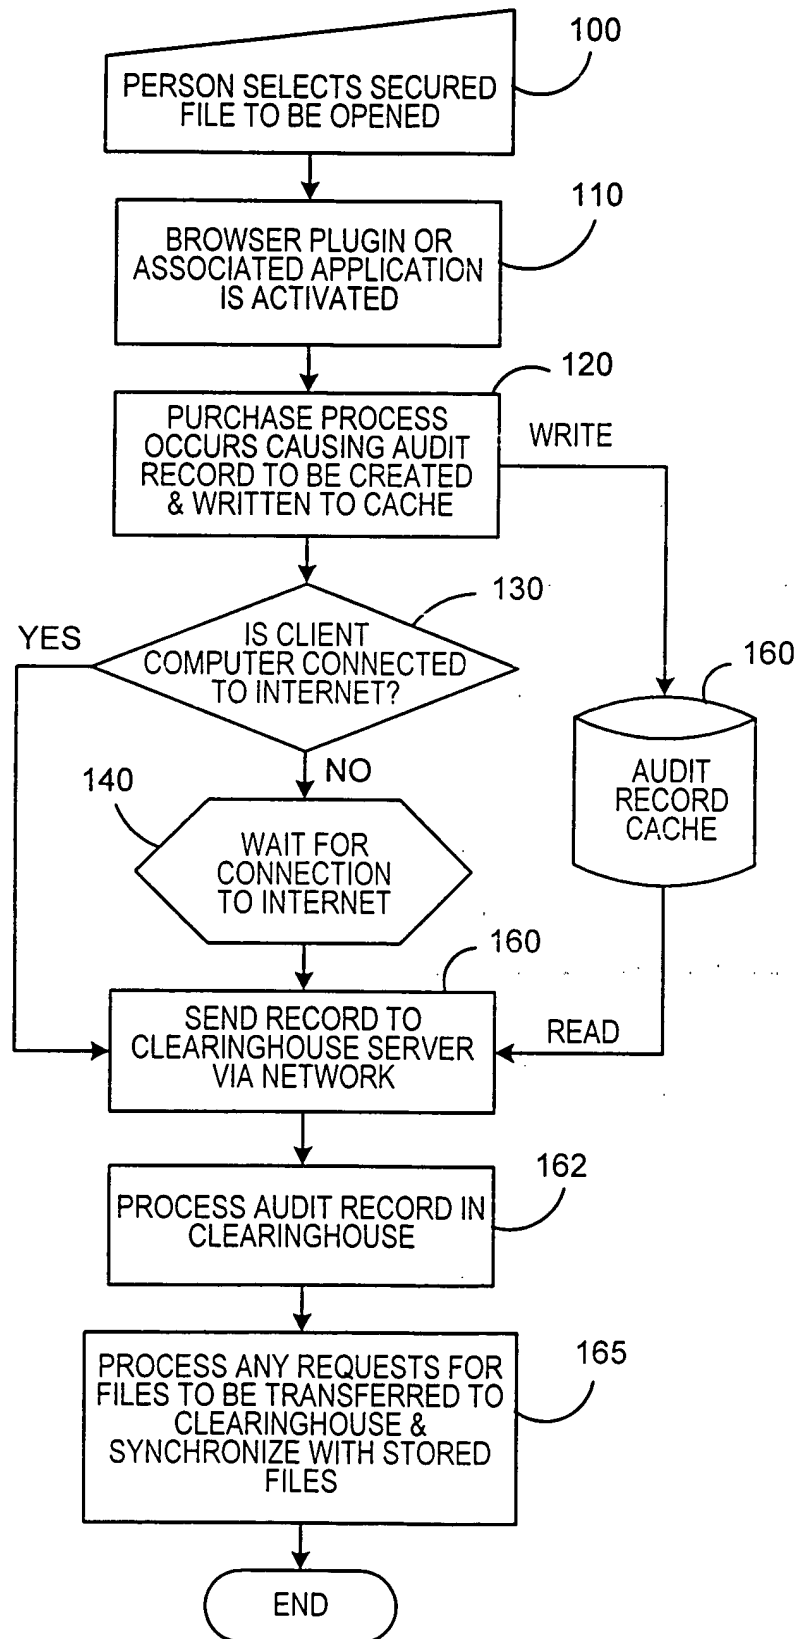 100
PERSON SELECTS SECURED
FILE TO BE OPENED
110
BROWSER PLUGIN OR
ASSOCIATED APPLICATION
IS ACTIVATED
120
PURCHASE PROCESS
OCCURS CAUSING AUDIT
RECORD TO BE CREATED
& WRITTEN TO CACHE
WRITE
130
YES
IS CLIENT
COMPUTER CONNECTED
TO INTERNET?
160
AUDIT
RECORD
CACHE
NO
140
WAIT FOR
CONNECTION
TO INTERNET
160
SEND RECORD TO
CLEARINGHOUSE SERVER
VIA NETWORK
READ
162
PROCESS AUDIT RECORD IN
CLEARINGHOUSE
165
PROCESS ANY REQUESTS FOR
FILES TO BE TRANSFERRED TO
CLEARINGHOUSE &
SYNCHRONIZE WITH STORED
FILES
END